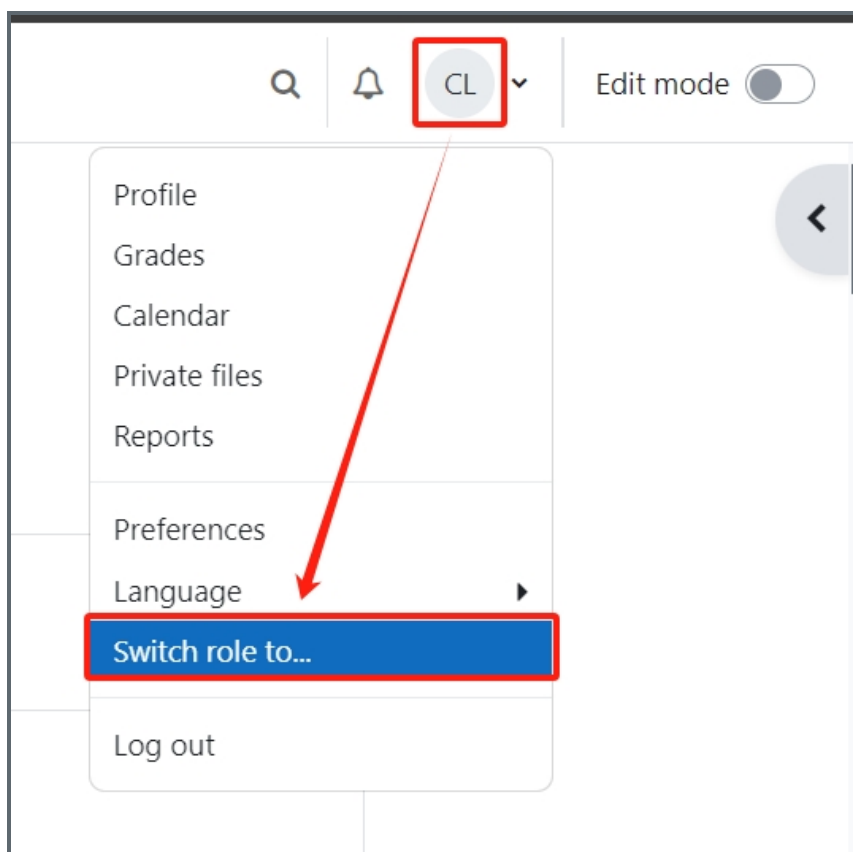 CL
Edit mode
Profile
Grades
Calendar
Private files
Reports
Preferences
Language
Switch role to...
Log out